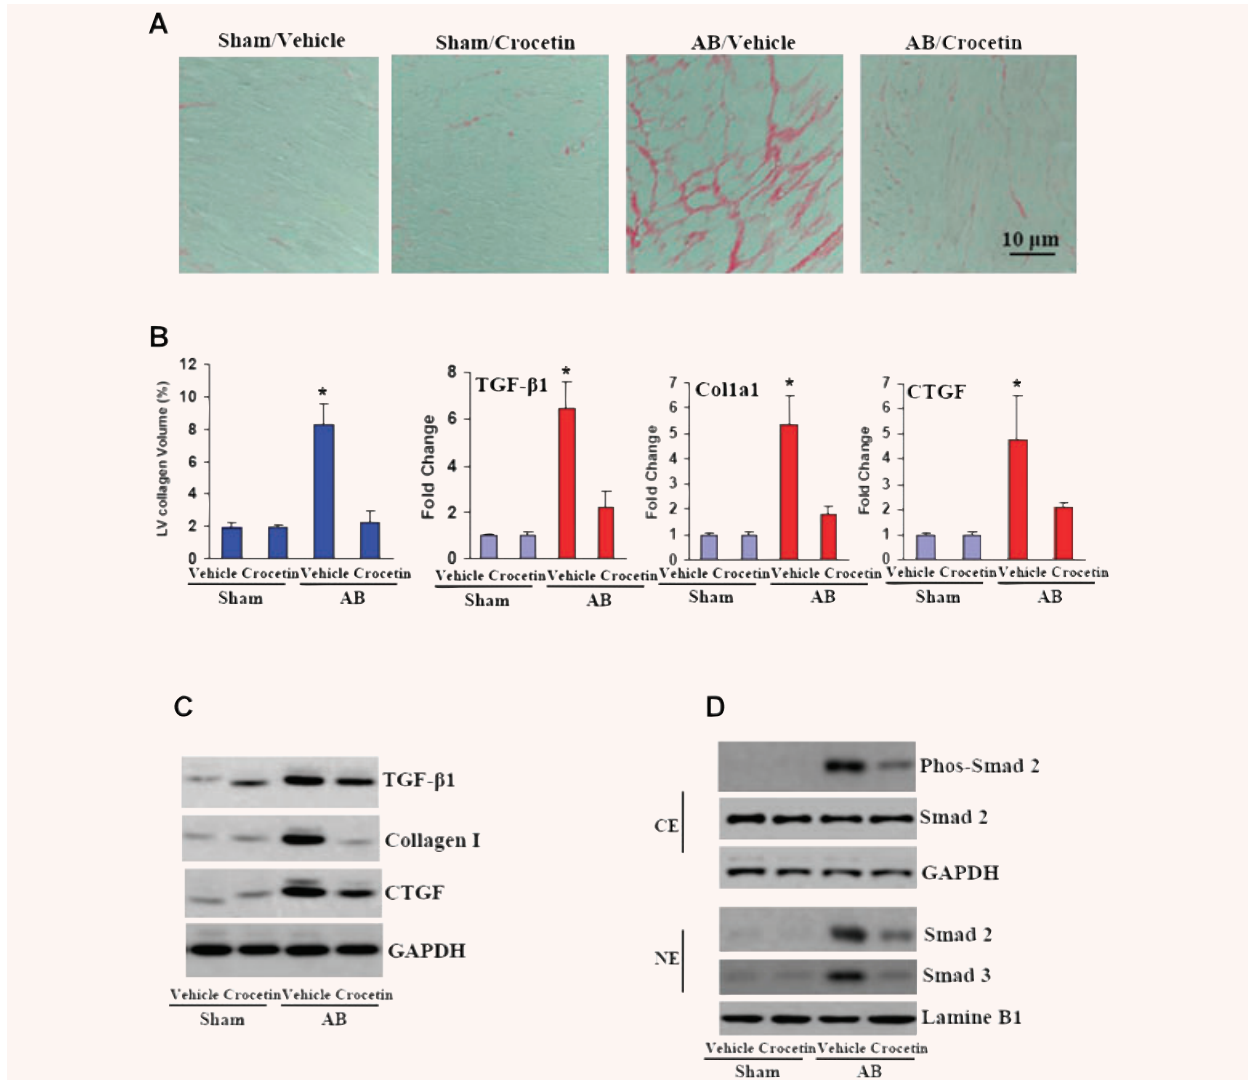 A
Sham/Vehicle Sham/Crocetin AB/Vehicle AB/Crocetin
10 µm
B
LV collagen Volume (%)
12
10
8
6
4
2
0
*
Vehicle Crocetin Vehicle Crocetin
Sham AB
TGF-β1
Fold Change
8
6
4
2
0
*
Vehicle Crocetin Vehicle Crocetin
Sham AB
Col1a1
Fold Change
7
6
5
4
3
2
1
0
*
Vehicle Crocetin Vehicle Crocetin
Sham AB
CTGF
Fold Change
7
6
5
4
3
2
1
0
*
Vehicle Crocetin Vehicle Crocetin
Sham AB
C
TGF-β1
Collagen I
CTGF
GAPDH
Vehicle Crocetin Vehicle Crocetin
Sham AB
D
Phos-Smad 2
CE
Smad 2
GAPDH
Smad 2
NE
Smad 3
Lamine B1
Vehicle Crocetin Vehicle Crocetin
Sham AB